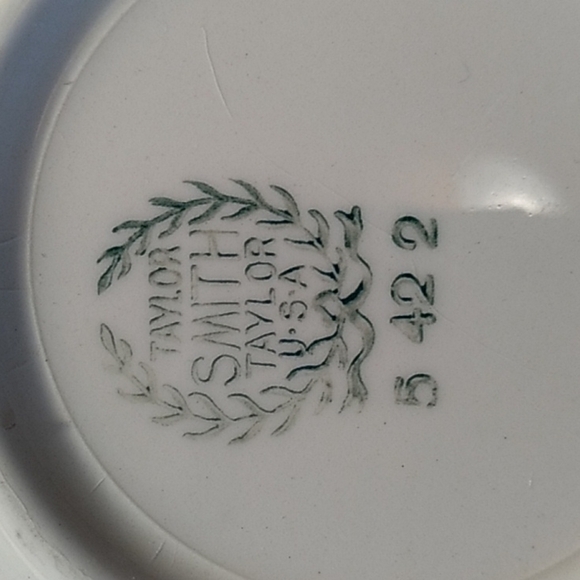 TAYLOR
SMITH
TAYLOR
U.S.A
5 42 2